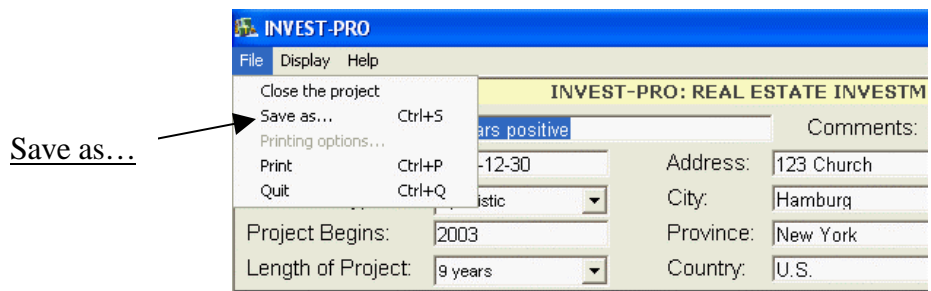 INVEST-PRO
File Display Help
Close the project
Save as... Ctrl+S
Printing options...
Print Ctrl+P
Quit Ctrl+Q
Save as…
INVEST-PRO: REAL ESTATE INVESTM
positive Comments:
-12-30 Address: 123 Church
City: Hamburg
Project Begins: 2003 Province: New York
Length of Project: 9 years Country: U.S.